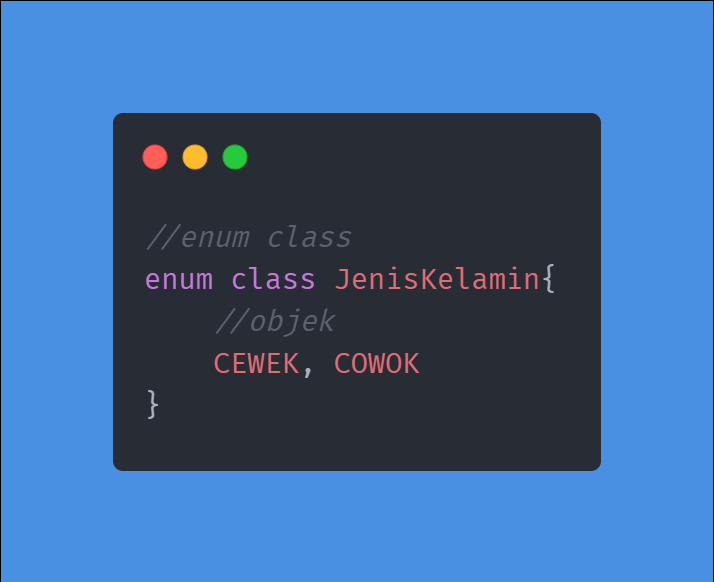 //enum class
enum class JenisKelamin{
//objek
CEWEK, COWOK
}